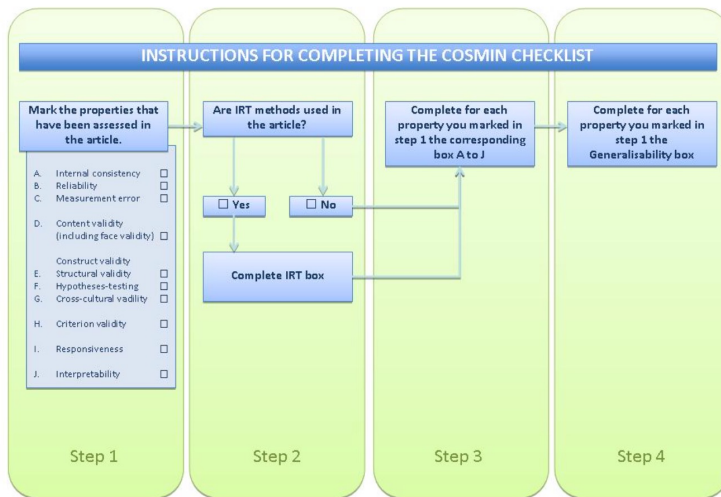 INSTRUCTIONS FOR COMPLETING THE COSMIN CHECKLIST
Mark the properties that
have been assessed in
the article.
A. Internal consistency ☐
B. Reliability ☐
C. Measurement error ☐
D. Content validity
(including face validity) ☐
Construct validity
E. Structural validity ☐
F. Hypotheses-testing ☐
G. Cross-cultural vadility ☐
H. Criterion validity ☐
I. Responsiveness ☐
J. Interpretability ☐
Step 1
Are IRT methods used in
the article?
☐ Yes
☐ No
Complete IRT box
Step 2
Complete for each
property you marked in
step 1 the corresponding
box A to J
Step 3
Complete for each
property you marked in
step 1 the
Generalisability box
Step 4